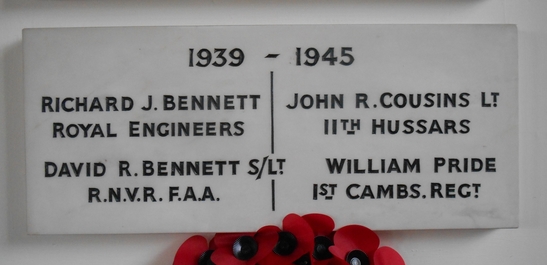 1939 - 1945
RICHARD J. BENNETT
ROYAL ENGINEERS
DAVID R. BENNETT S/LT
R.N.V.R. F.A.A.
JOHN R. COUSINS LT
11TH HUSSARS
WILLIAM PRIDE
1ST CAMBS. REGT